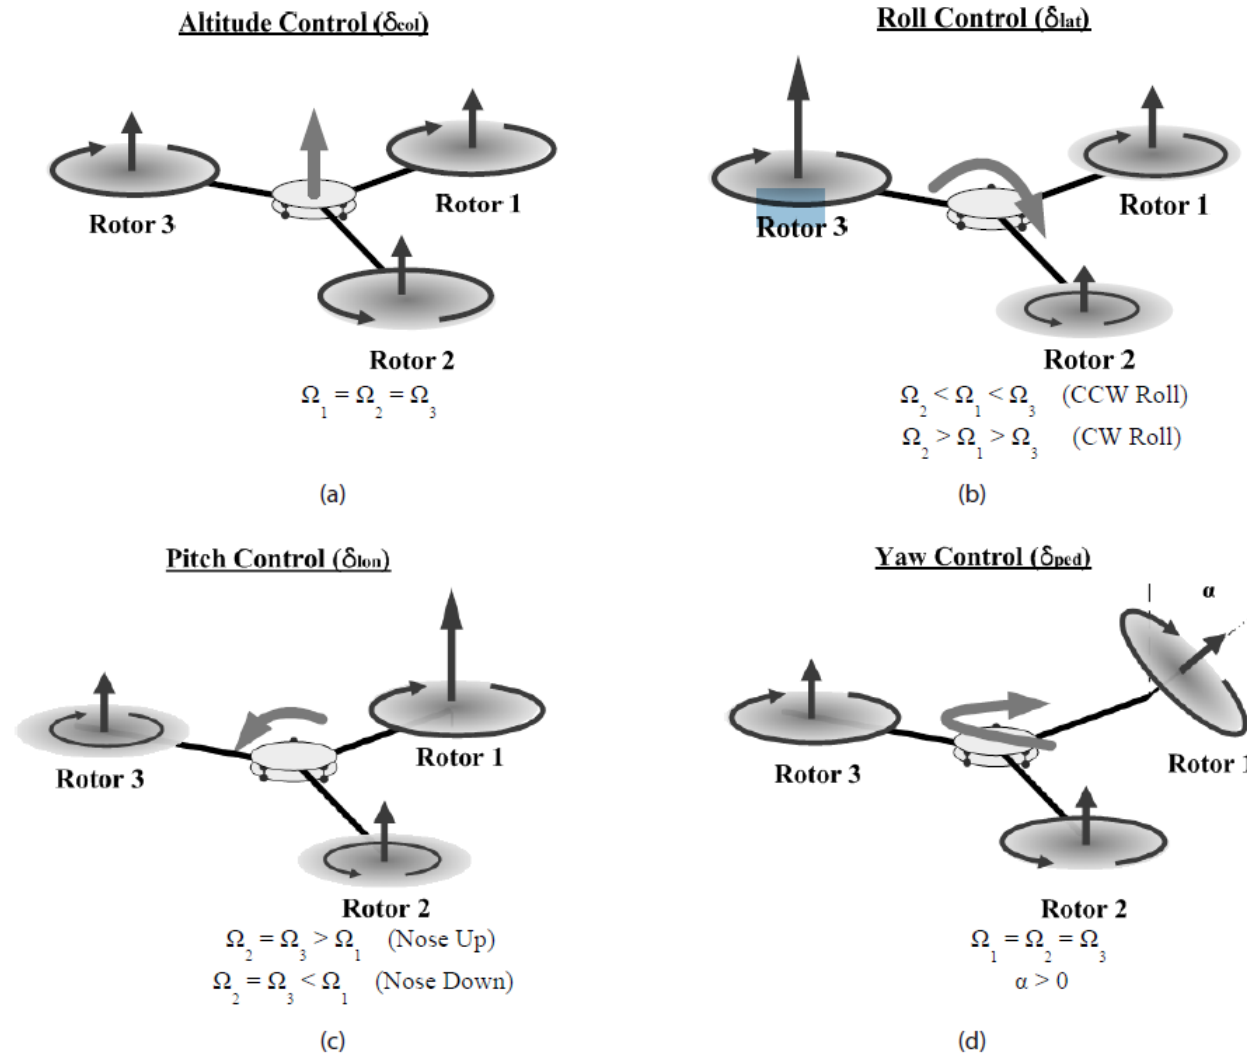 Altitude Control (δcol)
Rotor 3
Rotor 1
Rotor 2
Ω1 = Ω2 = Ω3
(a)
Roll Control (δlat)
Rotor 3
Rotor 1
Rotor 2
Ω2 < Ω1 < Ω3 (CCW Roll)
Ω2 > Ω1 > Ω3 (CW Roll)
(b)
Pitch Control (δlon)
Rotor 3
Rotor 1
Rotor 2
Ω2 = Ω3 > Ω1 (Nose Up)
Ω2 = Ω3 < Ω1 (Nose Down)
(c)
Yaw Control (δped)
α
Rotor 3
Rotor 1
Rotor 2
Ω1 = Ω2 = Ω3
α > 0
(d)